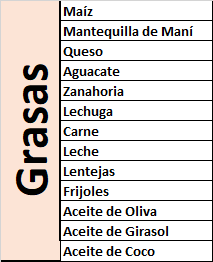 Grasas
Maíz
Mantequilla de Maní
Queso
Aguacate
Zanahoria
Lechuga
Carne
Leche
Lentejas
Frijoles
Aceite de Oliva
Aceite de Girasol
Aceite de Coco